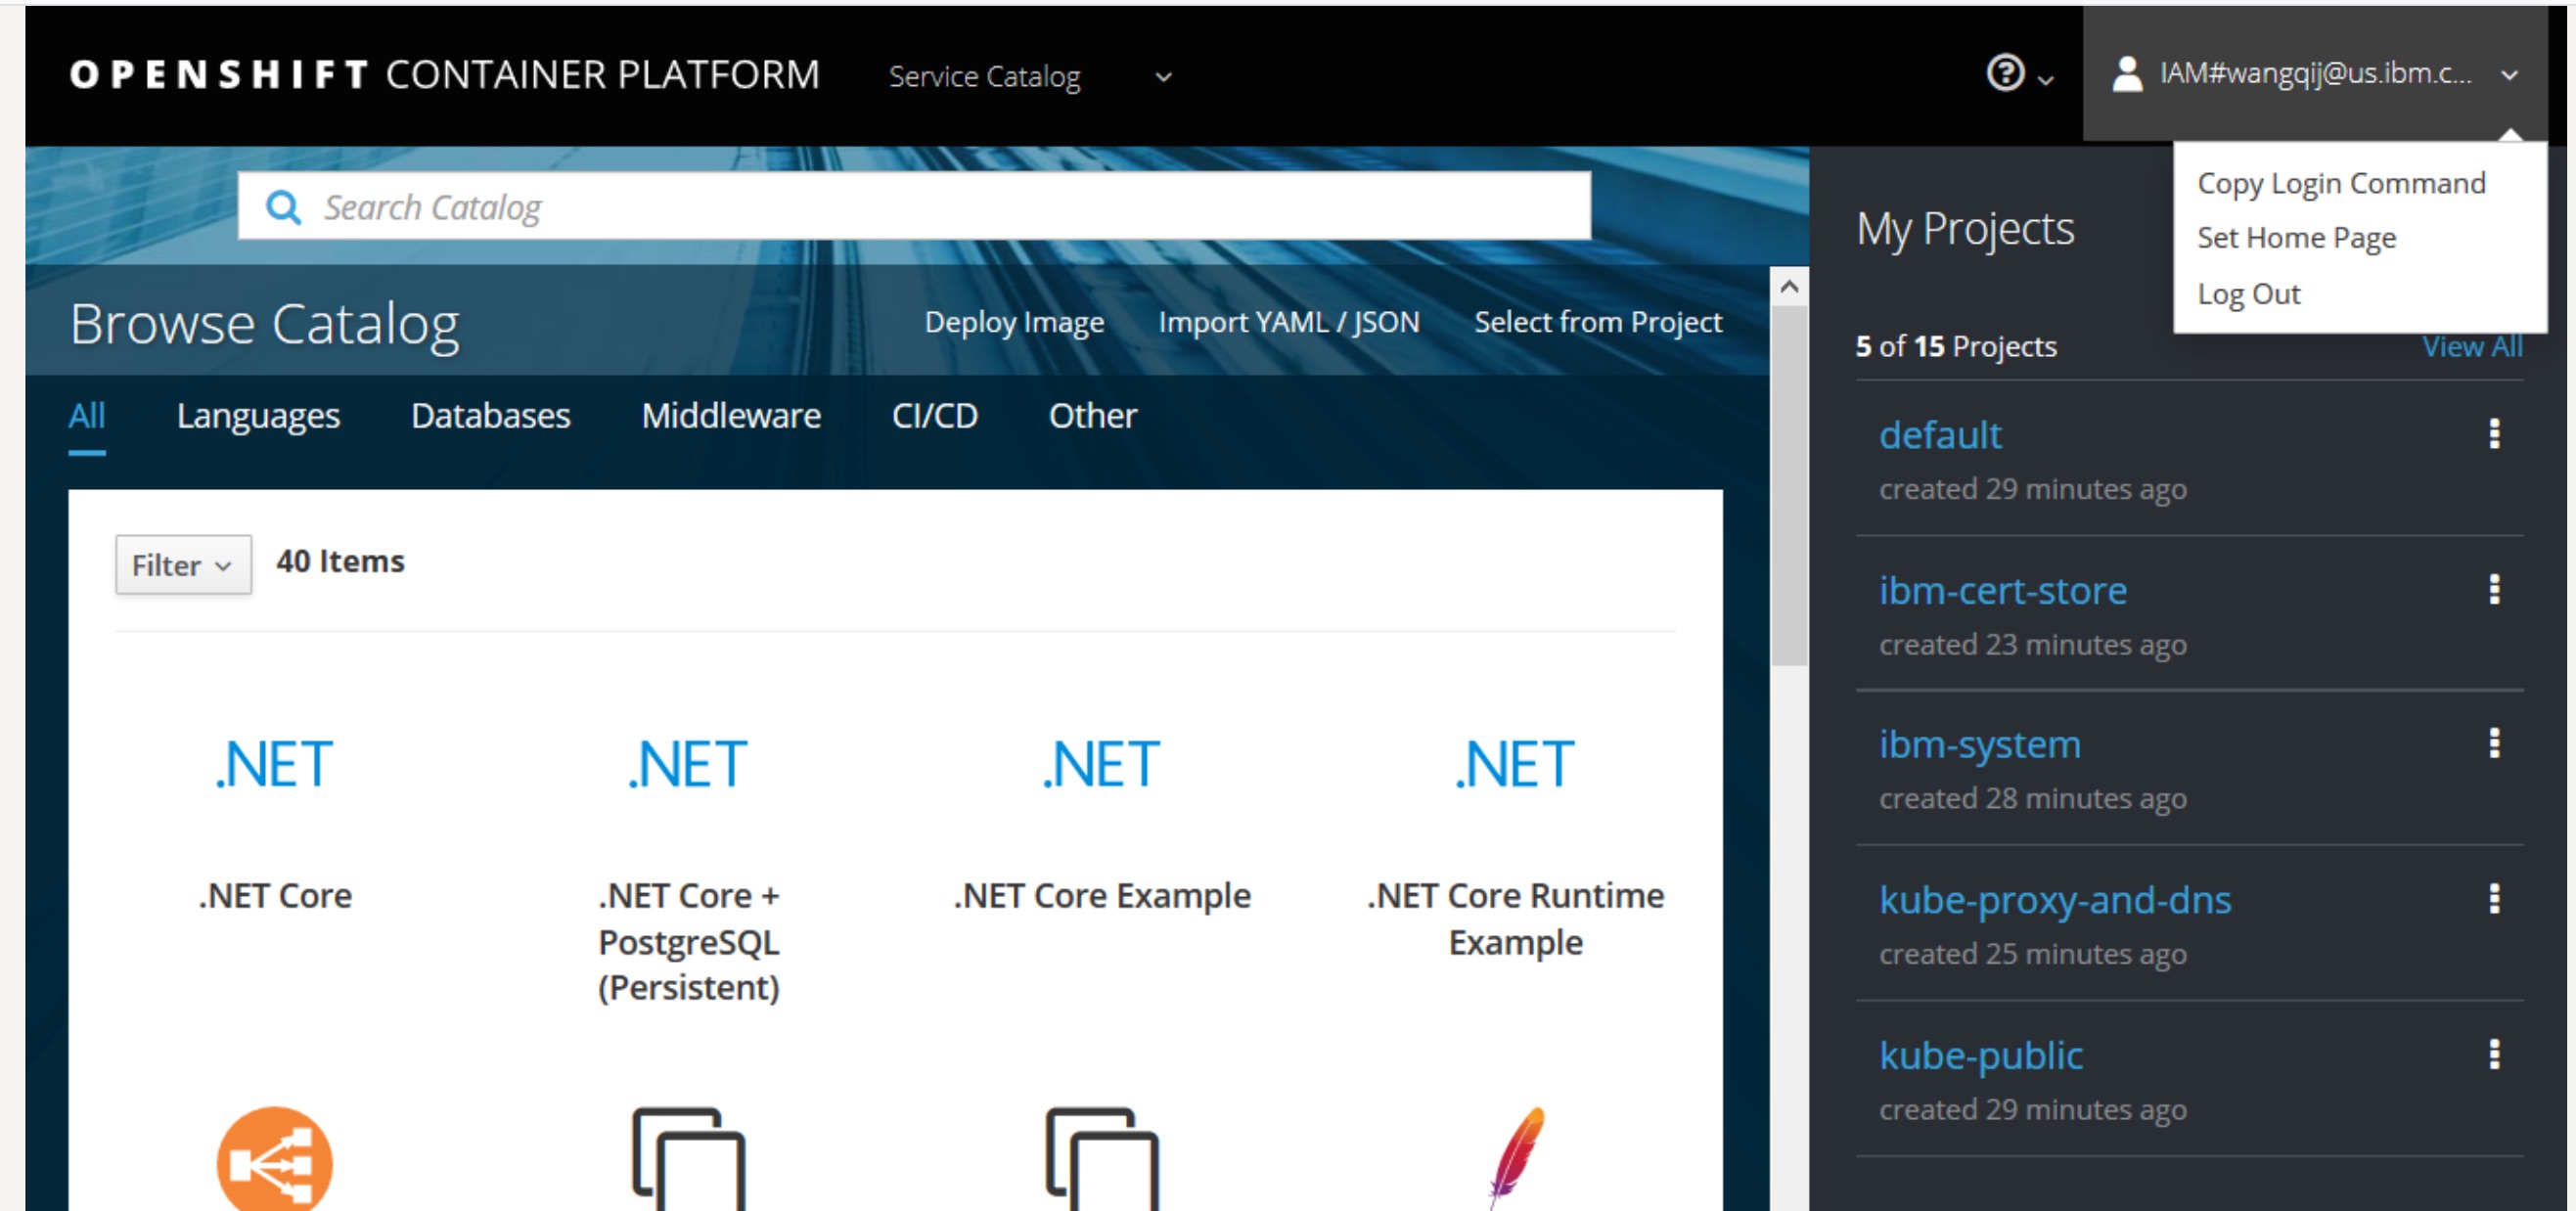 OPENSHIFT CONTAINER PLATFORM
Service Catalog
IAM#wangqij@us.ibm.c...
Copy Login Command
Set Home Page
Log Out
Search Catalog
Browse Catalog
Deploy Image
Import YAML / JSON
Select from Project
All
Languages
Databases
Middleware
CI/CD
Other
Filter
40 Items
.NET
.NET
.NET
.NET
.NET Core
.NET Core +
PostgreSQL
(Persistent)
.NET Core Example
.NET Core Runtime
Example
My Projects
5 of 15 Projects
View All
default
created 29 minutes ago
ibm-cert-store
created 23 minutes ago
ibm-system
created 28 minutes ago
kube-proxy-and-dns
created 25 minutes ago
kube-public
created 29 minutes ago